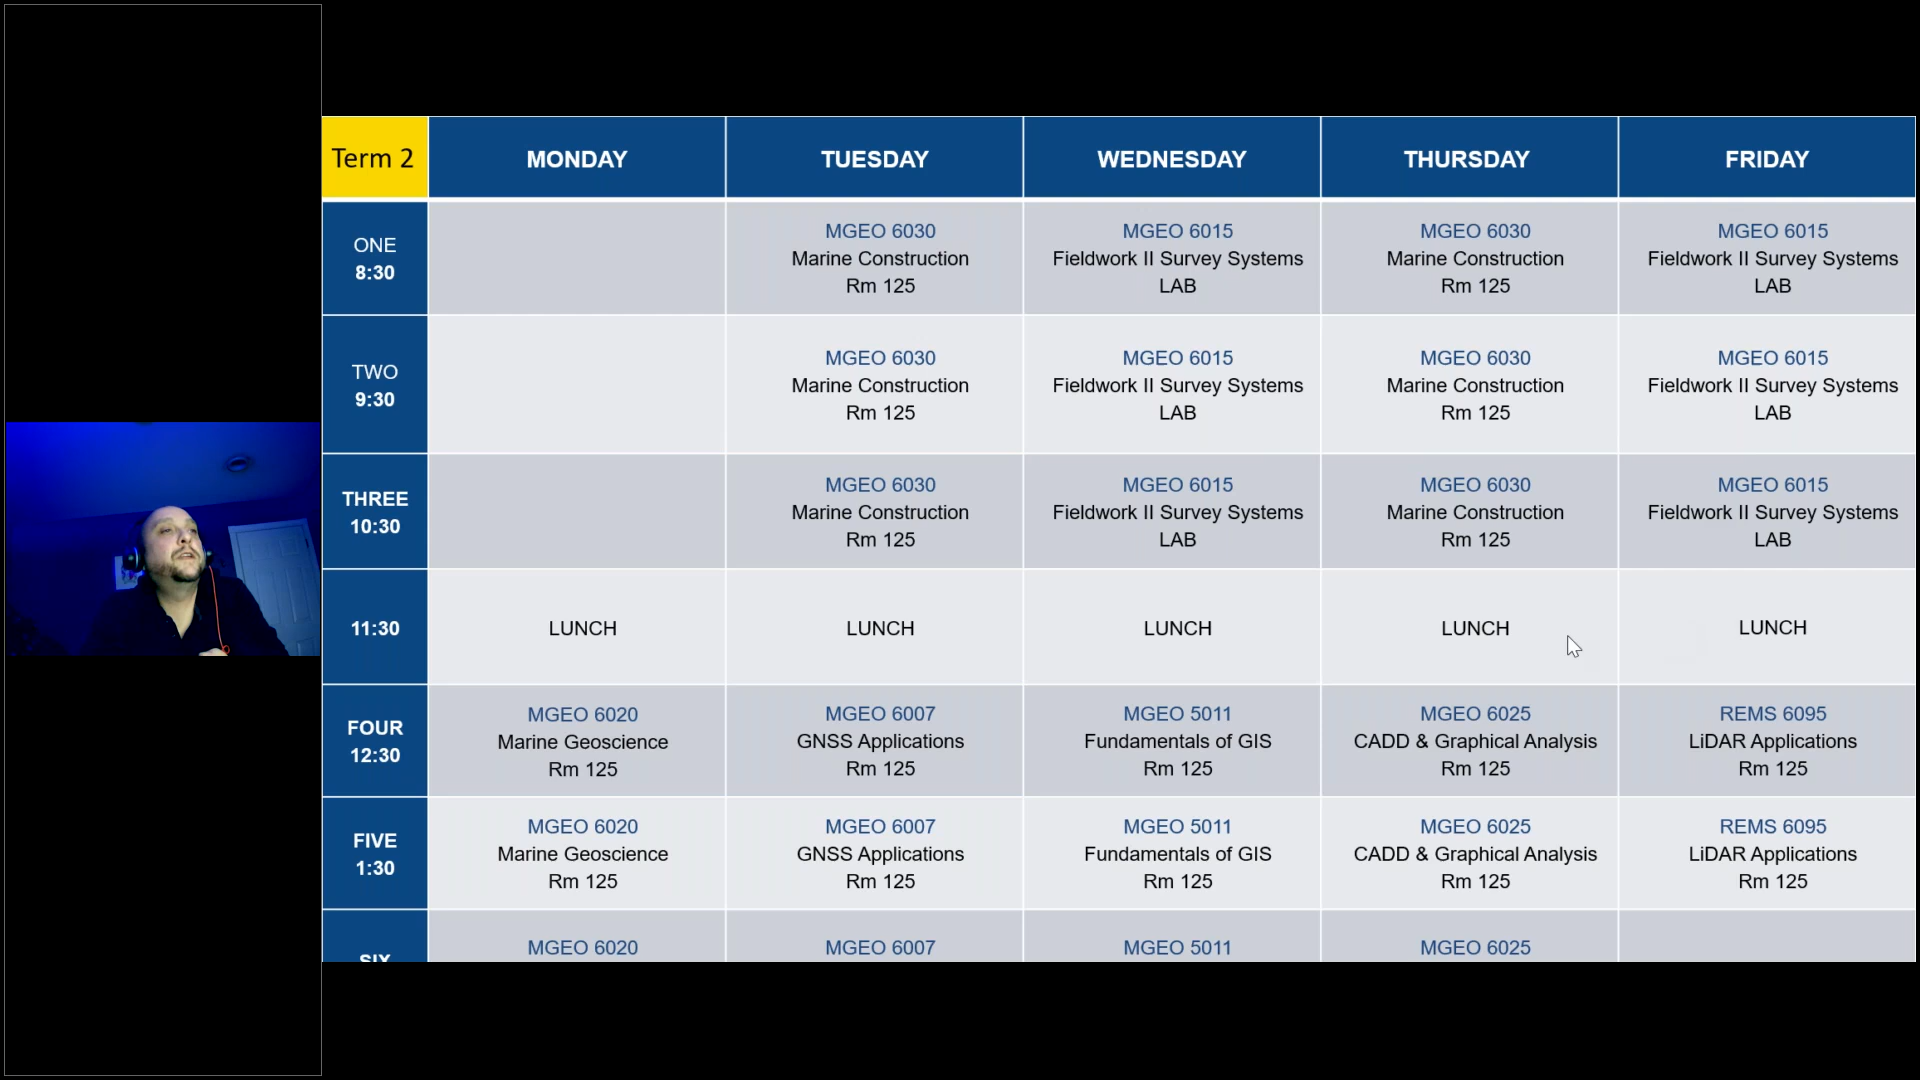 Term 2
MONDAY
TUESDAY
WEDNESDAY
THURSDAY
FRIDAY
ONE
8:30
MGEO 6030
Marine Construction
Rm 125
MGEO 6015
Fieldwork II Survey Systems
LAB
MGEO 6030
Marine Construction
Rm 125
MGEO 6015
Fieldwork II Survey Systems
LAB
TWO
9:30
MGEO 6030
Marine Construction
Rm 125
MGEO 6015
Fieldwork II Survey Systems
LAB
MGEO 6030
Marine Construction
Rm 125
MGEO 6015
Fieldwork II Survey Systems
LAB
THREE
10:30
MGEO 6030
Marine Construction
Rm 125
MGEO 6015
Fieldwork II Survey Systems
LAB
MGEO 6030
Marine Construction
Rm 125
MGEO 6015
Fieldwork II Survey Systems
LAB
11:30
LUNCH
LUNCH
LUNCH
LUNCH
LUNCH
FOUR
12:30
MGEO 6020
Marine Geoscience
Rm 125
MGEO 6007
GNSS Applications
Rm 125
MGEO 5011
Fundamentals of GIS
Rm 125
MGEO 6025
CADD & Graphical Analysis
Rm 125
REMS 6095
LiDAR Applications
Rm 125
FIVE
1:30
MGEO 6020
Marine Geoscience
Rm 125
MGEO 6007
GNSS Applications
Rm 125
MGEO 5011
Fundamentals of GIS
Rm 125
MGEO 6025
CADD & Graphical Analysis
Rm 125
REMS 6095
LiDAR Applications
Rm 125
SIX
MGEO 6020
MGEO 6007
MGEO 5011
MGEO 6025